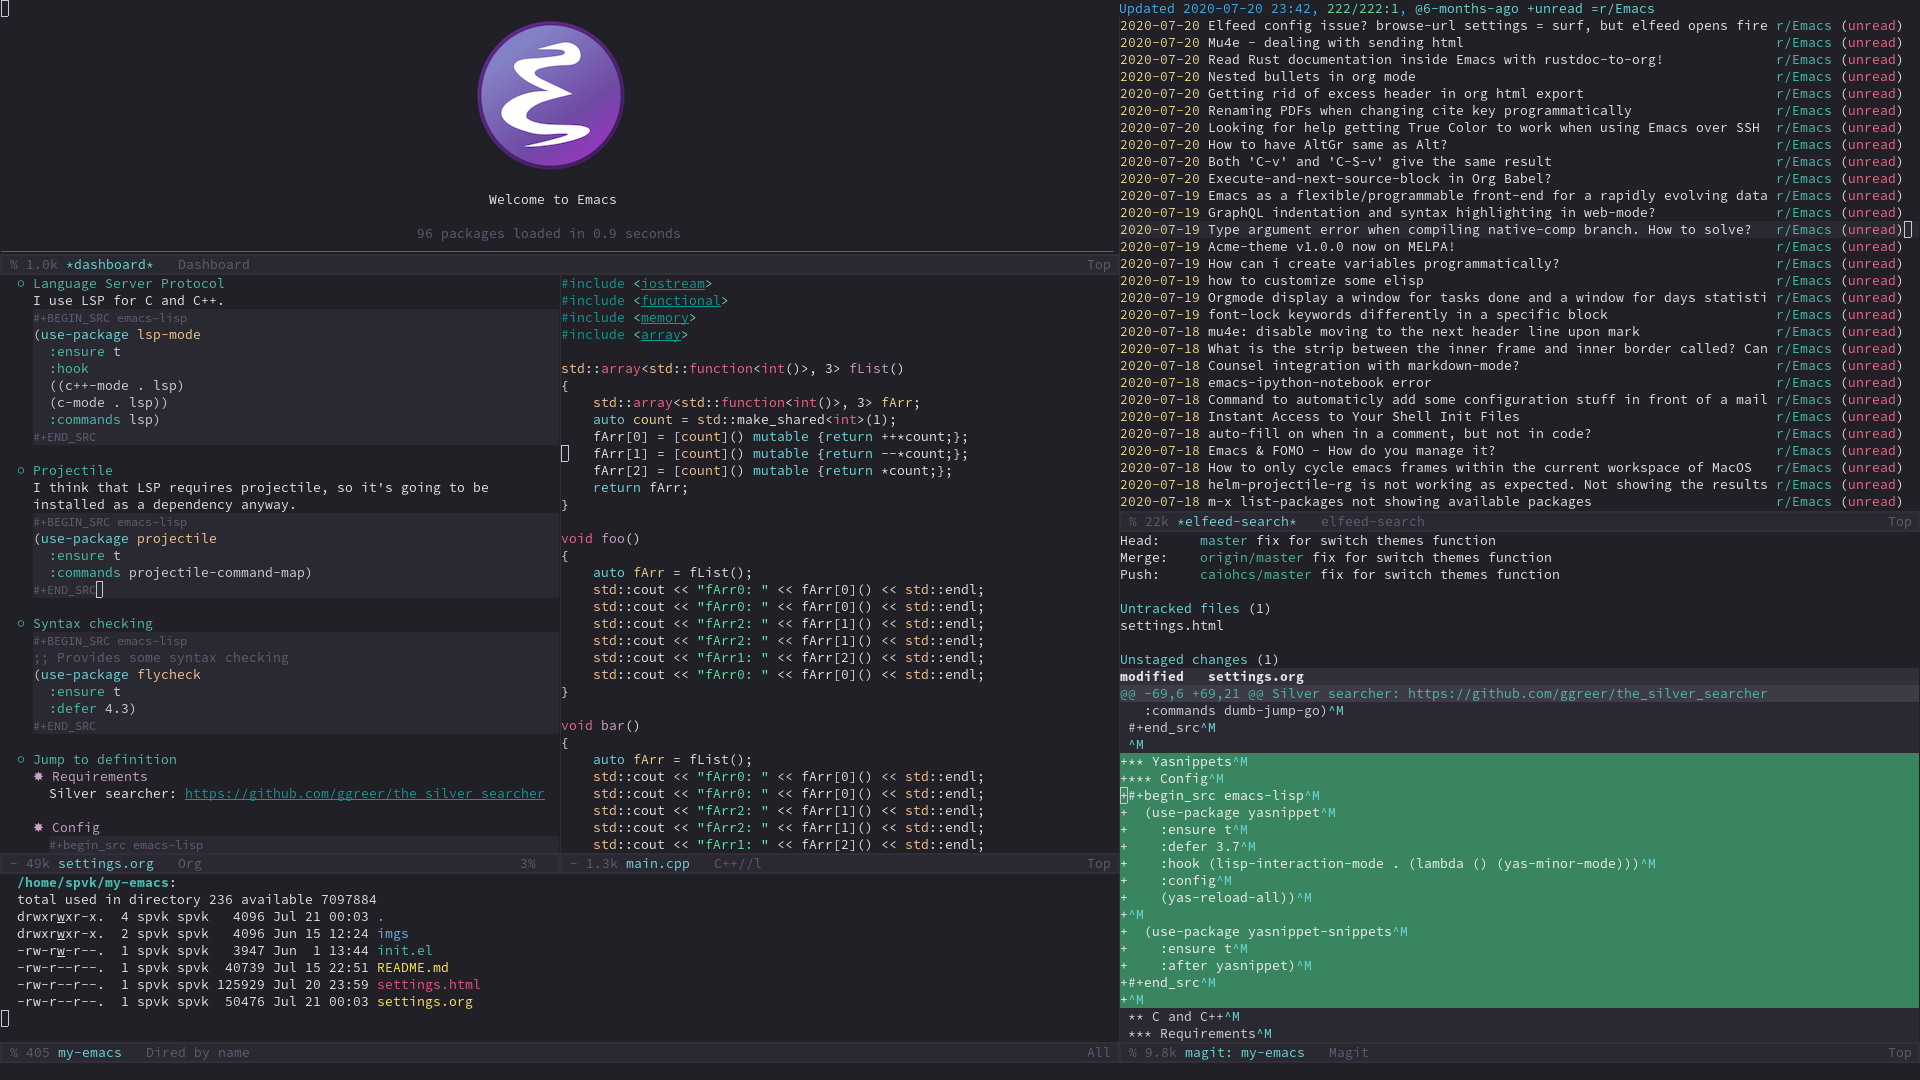 Welcome to Emacs
96 packages loaded in 0.9 seconds
% 1.0k *dashboard* Dashboard Top
○ Language Server Protocol
I use LSP for C and C++.
#+BEGIN_SRC emacs-lisp
(use-package lsp-mode
:ensure t
:hook
((c++-mode . lsp)
(c-mode . lsp))
:commands lsp)
#+END_SRC
○ Projectile
I think that LSP requires projectile, so it's going to be
installed as a dependency anyway.
#+BEGIN_SRC emacs-lisp
(use-package projectile
:ensure t
:commands projectile-command-map)
#+END_SRC
○ Syntax checking
#+BEGIN_SRC emacs-lisp
;; Provides some syntax checking
(use-package flycheck
:ensure t
:defer 4.3)
#+END_SRC
○ Jump to definition
✸ Requirements
Silver searcher: https://github.com/ggreer/the_silver_searcher
✸ Config
#+begin_src emacs-lisp
- 49k settings.org Org 3%
#include <iostream>
#include <functional>
#include <memory>
#include <array>
std::array<std::function<int()>, 3> fList()
{
std::array<std::function<int()>, 3> fArr;
auto count = std::make_shared<int>(1);
fArr[0] = [count]() mutable {return ++*count;};
fArr[1] = [count]() mutable {return --*count;};
fArr[2] = [count]() mutable {return *count;};
return fArr;
}
void foo()
{
auto fArr = fList();
std::cout << "fArr0: " << fArr[0]() << std::endl;
std::cout << "fArr0: " << fArr[0]() << std::endl;
std::cout << "fArr2: " << fArr[1]() << std::endl;
std::cout << "fArr2: " << fArr[1]() << std::endl;
std::cout << "fArr1: " << fArr[2]() << std::endl;
std::cout << "fArr0: " << fArr[0]() << std::endl;
}
void bar()
{
auto fArr = fList();
std::cout << "fArr0: " << fArr[0]() << std::endl;
std::cout << "fArr0: " << fArr[0]() << std::endl;
std::cout << "fArr2: " << fArr[1]() << std::endl;
std::cout << "fArr2: " << fArr[1]() << std::endl;
std::cout << "fArr1: " << fArr[2]() << std::endl;
- 1.3k main.cpp C++//l Top
/home/spvk/my-emacs:
total used in directory 236 available 7097884
drwxrwxr-x. 4 spvk spvk 4096 Jul 21 00:03 .
drwxrwxr-x. 2 spvk spvk 4096 Jun 15 12:24 imgs
-rw-rw-r--. 1 spvk spvk 3947 Jun 1 13:44 init.el
-rw-r--r--. 1 spvk spvk 40739 Jul 15 22:51 README.md
-rw-r--r--. 1 spvk spvk 125929 Jul 20 23:59 settings.html
-rw-r--r--. 1 spvk spvk 50476 Jul 21 00:03 settings.org
% 405 my-emacs Dired by name All
Updated 2020-07-20 23:42, 222/222:1, @6-months-ago +unread =r/Emacs
2020-07-20 Elfeed config issue? browse-url settings = surf, but elfeed opens fire r/Emacs (unread)
2020-07-20 Mu4e - dealing with sending html r/Emacs (unread)
2020-07-20 Read Rust documentation inside Emacs with rustdoc-to-org! r/Emacs (unread)
2020-07-20 Nested bullets in org mode r/Emacs (unread)
2020-07-20 Getting rid of excess header in org html export r/Emacs (unread)
2020-07-20 Renaming PDFs when changing cite key programmatically r/Emacs (unread)
2020-07-20 Looking for help getting True Color to work when using Emacs over SSH r/Emacs (unread)
2020-07-20 How to have AltGr same as Alt? r/Emacs (unread)
2020-07-20 Both 'C-v' and 'C-S-v' give the same result r/Emacs (unread)
2020-07-20 Execute-and-next-source-block in Org Babel? r/Emacs (unread)
2020-07-19 Emacs as a flexible/programmable front-end for a rapidly evolving data r/Emacs (unread)
2020-07-19 GraphQL indentation and syntax highlighting in web-mode? r/Emacs (unread)
2020-07-19 Type argument error when compiling native-comp branch. How to solve? r/Emacs (unread)
2020-07-19 Acme-theme v1.0.0 now on MELPA! r/Emacs (unread)
2020-07-19 How can i create variables programmatically? r/Emacs (unread)
2020-07-19 how to customize some elisp r/Emacs (unread)
2020-07-19 Orgmode display a window for tasks done and a window for days statisti r/Emacs (unread)
2020-07-19 font-lock keywords differently in a specific block r/Emacs (unread)
2020-07-18 mu4e: disable moving to the next header line upon mark r/Emacs (unread)
2020-07-18 What is the strip between the inner frame and inner border called? Can r/Emacs (unread)
2020-07-18 Counsel integration with markdown-mode? r/Emacs (unread)
2020-07-18 emacs-ipython-notebook error r/Emacs (unread)
2020-07-18 Command to automaticly add some configuration stuff in front of a mail r/Emacs (unread)
2020-07-18 Instant Access to Your Shell Init Files r/Emacs (unread)
2020-07-18 auto-fill on when in a comment, but not in code? r/Emacs (unread)
2020-07-18 Emacs & FOMO - How do you manage it? r/Emacs (unread)
2020-07-18 How to only cycle emacs frames within the current workspace of MacOS r/Emacs (unread)
2020-07-18 helm-projectile-rg is not working as expected. Not showing the results r/Emacs (unread)
2020-07-18 m-x list-packages not showing available packages r/Emacs (unread)
% 22k *elfeed-search* elfeed-search Top
Head: master fix for switch themes function
Merge: origin/master fix for switch themes function
Push: caiohcs/master fix for switch themes function
Untracked files (1)
settings.html
Unstaged changes (1)
modified settings.org
@@ -69,6 +69,21 @@ Silver searcher: https://github.com/ggreer/the_silver_searcher
:commands dumb-jump-go)^M
#+end_src^M
^M
+** Yasnippets^M
+*** Config^M
+#+begin_src emacs-lisp^M
+ (use-package yasnippet^M
+ :ensure t^M
+ :defer 3.7^M
+ :hook (lisp-interaction-mode . (lambda () (yas-minor-mode)))^M
+ :config^M
+ (yas-reload-all))^M
+^M
+ (use-package yasnippet-snippets^M
+ :ensure t^M
+ :after yasnippet)^M
+#+end_src^M
+^M
** C and C++^M
*** Requirements^M
% 9.8k magit: my-emacs Magit Top